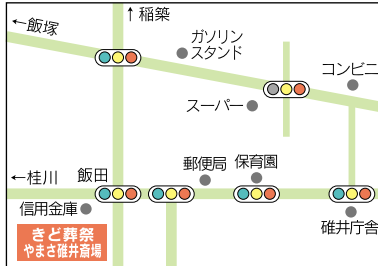 ←飯塚
↑稲築
ガソリン
スタンド
コンビニ
スーパー
←桂川
飯田
郵便局
保育園
信用金庫
碓井庁舎
きど葬祭
やまさ碓井斎場